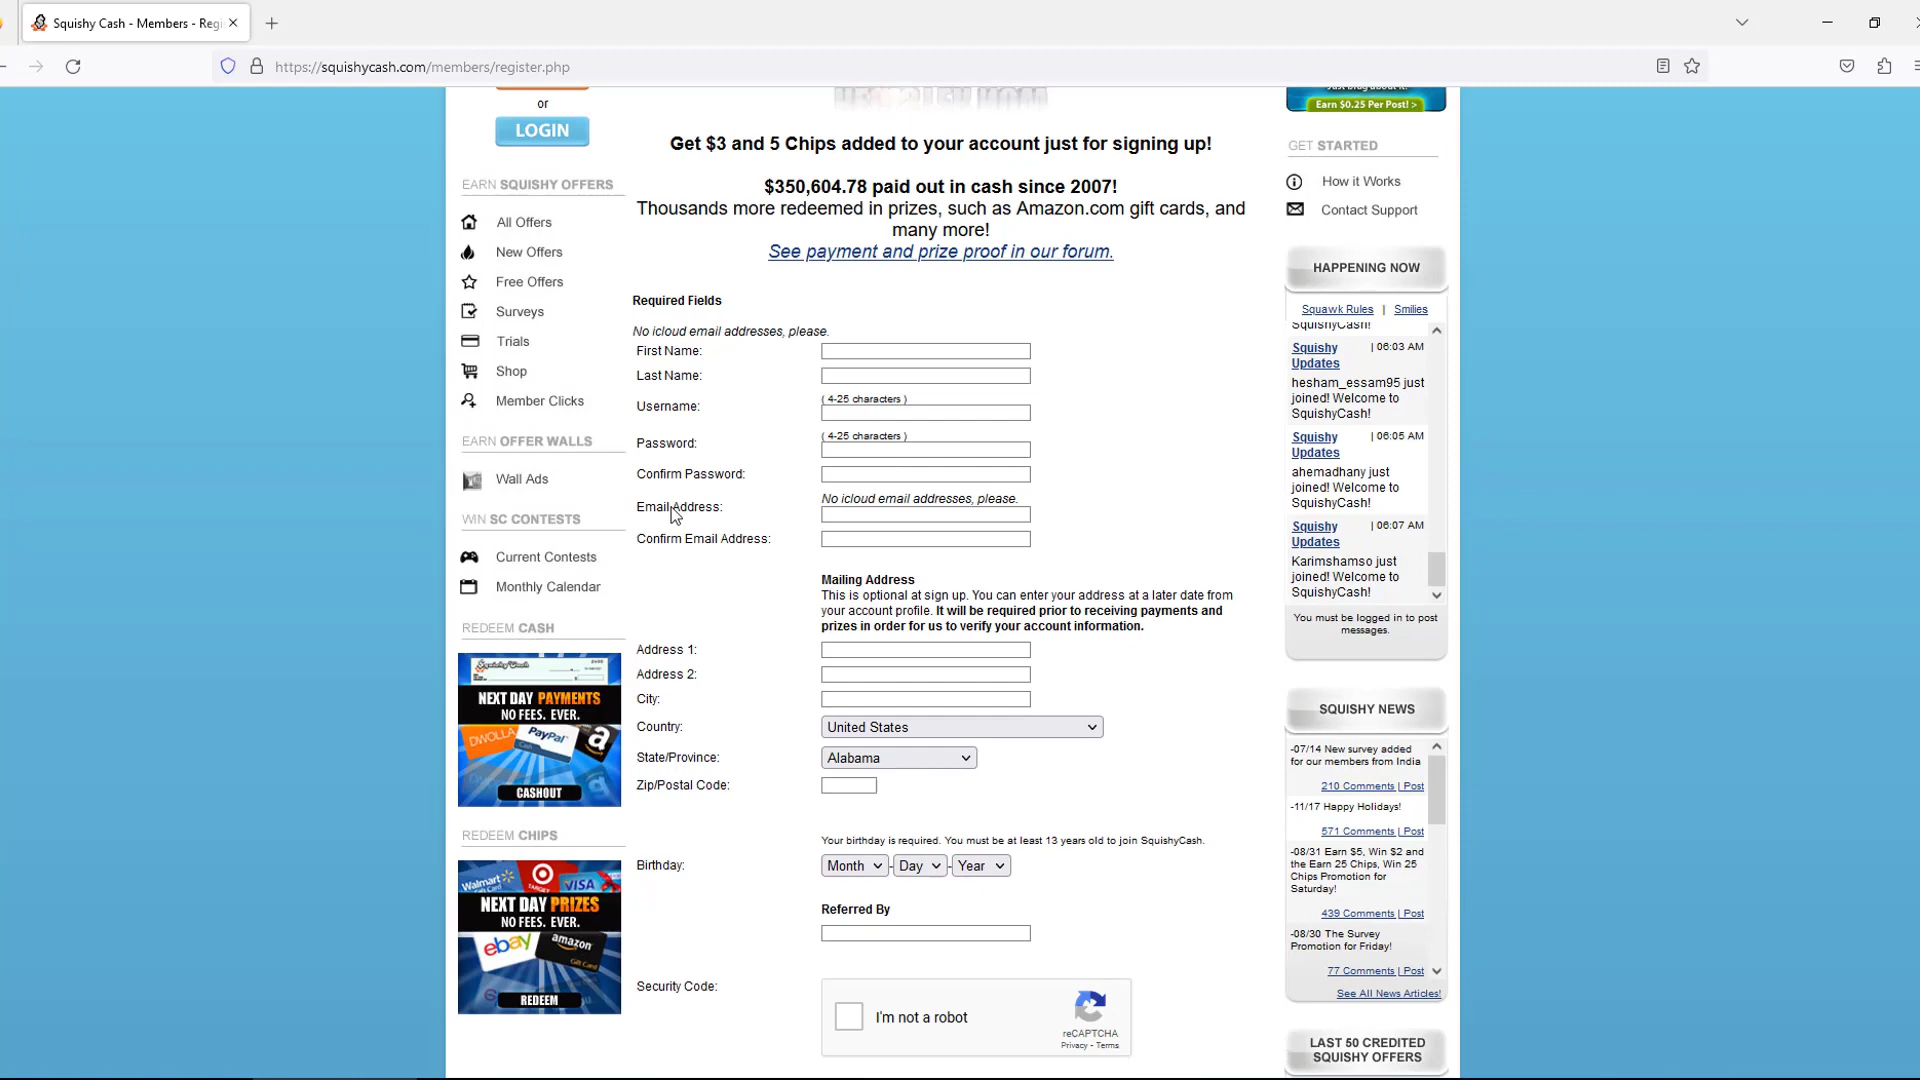 Squishy Cash - Members - Reg
https://squishycash.com/members/register.php
or
LOGIN
EARN SQUISHY OFFERS
All Offers
New Offers
Free Offers
Surveys
Trials
Shop
Member Clicks
EARN OFFER WALLS
Wall Ads
WIN SC CONTESTS
Current Contests
Monthly Calendar
REDEEM CASH
Squishy Cash
NEXT DAY PAYMENTS
NO FEES. EVER.
DWOLLA
PayPal
CASHOUT
REDEEM CHIPS
Walmart
TARGET
VISA
NEXT DAY PRIZES
NO FEES. EVER.
ebay
amazon
REDEEM
Get $3 and 5 Chips added to your account just for signing up!
$350,604.78 paid out in cash since 2007!
Thousands more redeemed in prizes, such as Amazon.com gift cards, and
many more!
See payment and prize proof in our forum.
Required Fields
No icloud email addresses, please.
First Name:
Last Name:
( 4-25 characters )
Username:
( 4-25 characters )
Password:
Confirm Password:
No icloud email addresses, please.
Email Address:
Confirm Email Address:
Mailing Address
This is optional at sign up. You can enter your address at a later date from
your account profile. It will be required prior to receiving payments and
prizes in order for us to verify your account information.
Address 1:
Address 2:
City:
Country: United States
State/Province: Alabama
Zip/Postal Code:
Your birthday is required. You must be at least 13 years old to join SquishyCash.
Birthday: Month - Day - Year
Referred By
Security Code:
I'm not a robot
reCAPTCHA
Privacy - Terms
Just blog about it!
Earn $0.25 Per Post! >
GET STARTED
How it Works
Contact Support
HAPPENING NOW
Squawk Rules | Smilies
SquishyCash!
Squishy Updates | 06:03 AM
hesham_essam95 just
joined! Welcome to
SquishyCash!
Squishy Updates | 06:05 AM
ahemadhany just
joined! Welcome to
SquishyCash!
Squishy Updates | 06:07 AM
Karimshamso just
joined! Welcome to
SquishyCash!
You must be logged in to post
messages.
SQUISHY NEWS
-07/14 New survey added
for our members from India
210 Comments | Post
-11/17 Happy Holidays!
571 Comments | Post
-08/31 Earn $5, Win $2 and
the Earn 25 Chips, Win 25
Chips Promotion for
Saturday!
439 Comments | Post
-08/30 The Survey
Promotion for Friday!
77 Comments | Post
See All News Articles!
LAST 50 CREDITED
SQUISHY OFFERS